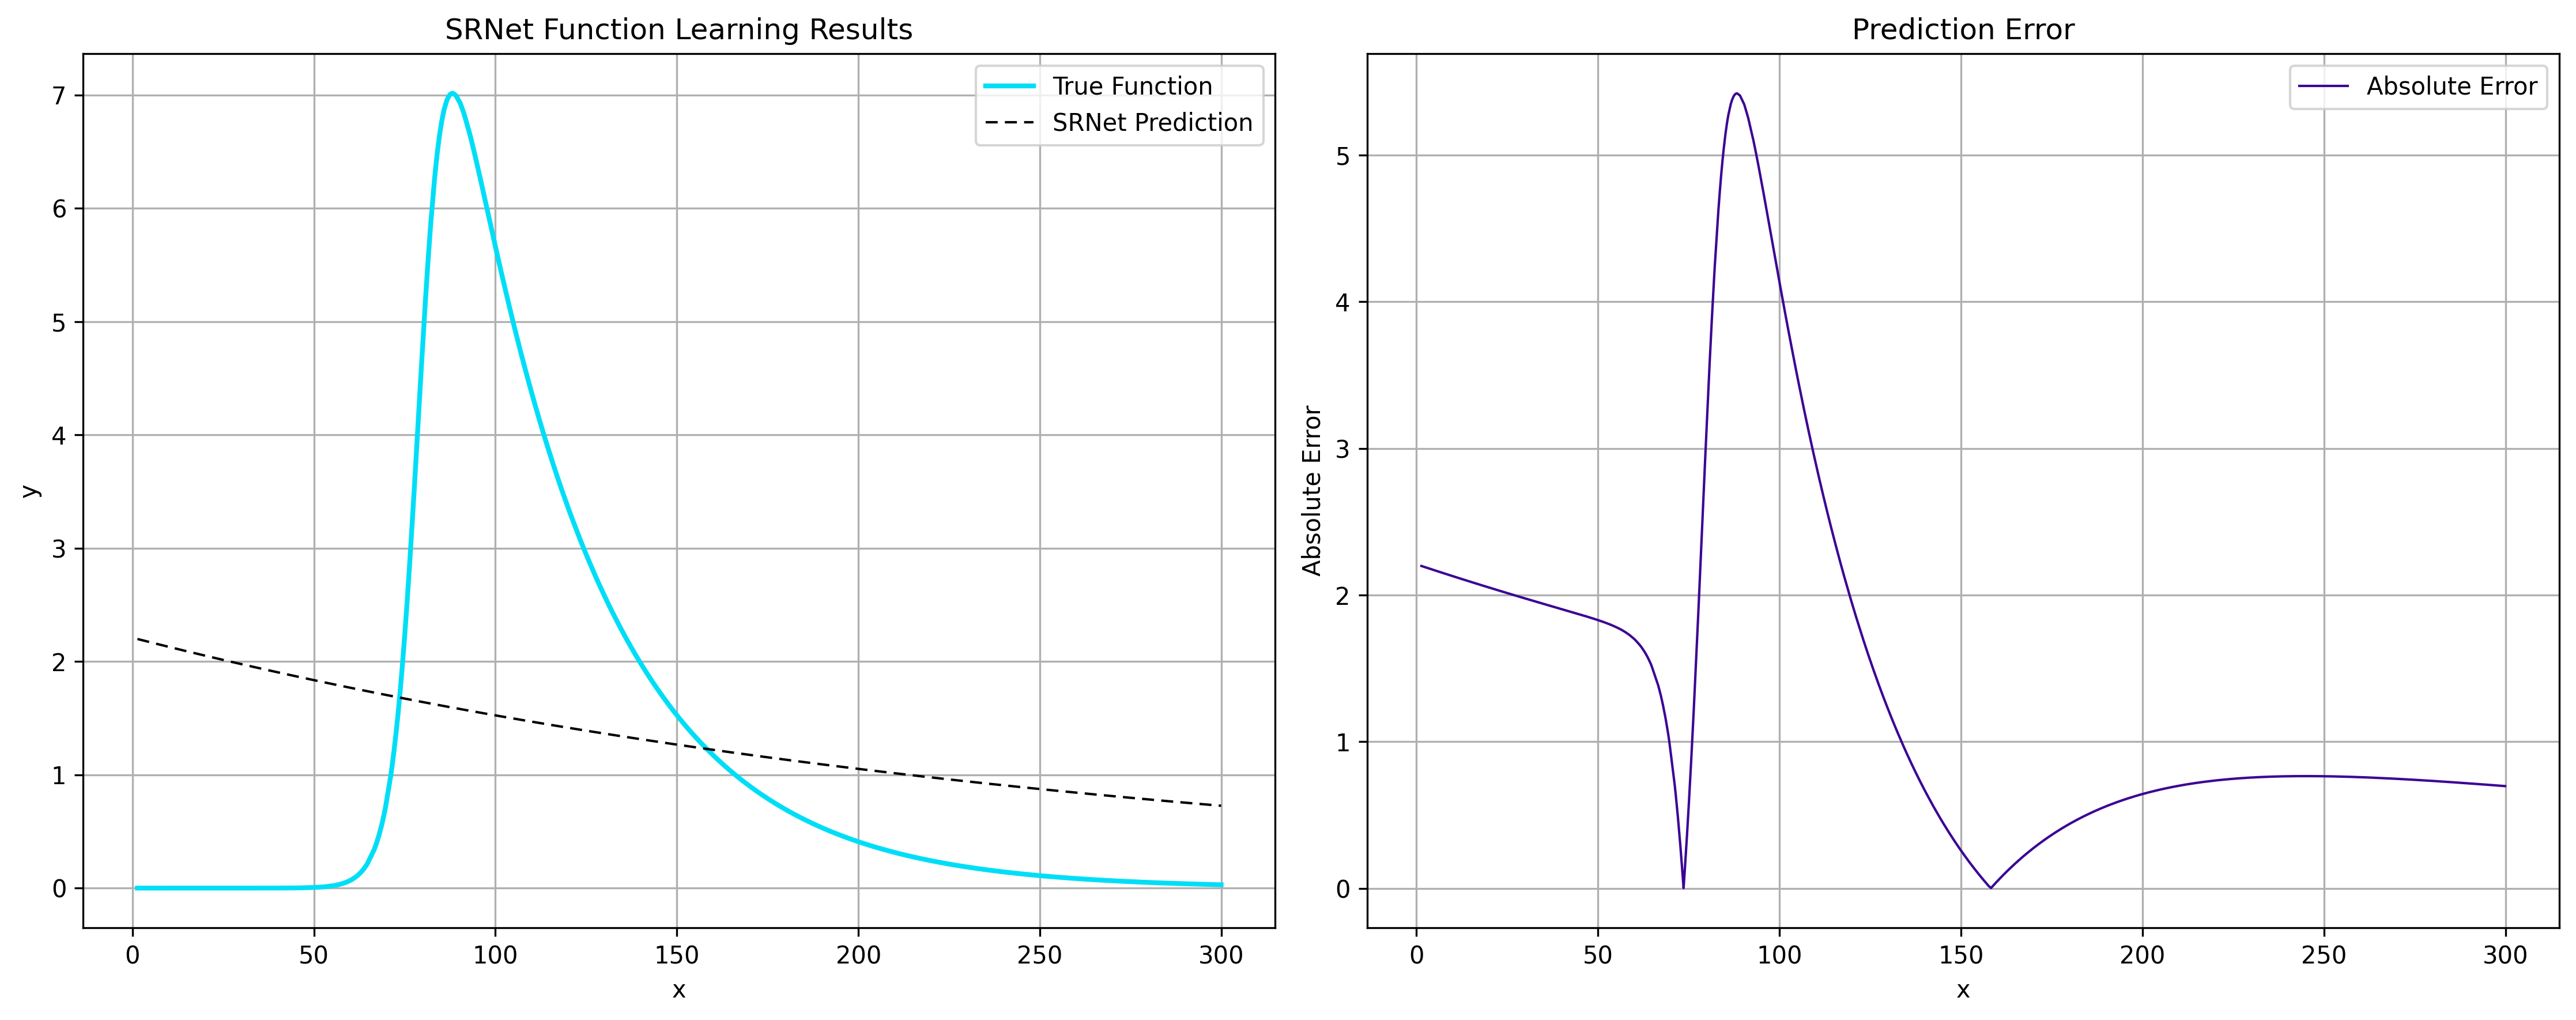 SRNet Function Learning Results
True Function
SRNet Prediction
7
6
5
4
3
2
1
0
y
0 50 100 150 200 250 300
x
Prediction Error
Absolute Error
5
4
3
2
1
0
Absolute Error
0 50 100 150 200 250 300
x